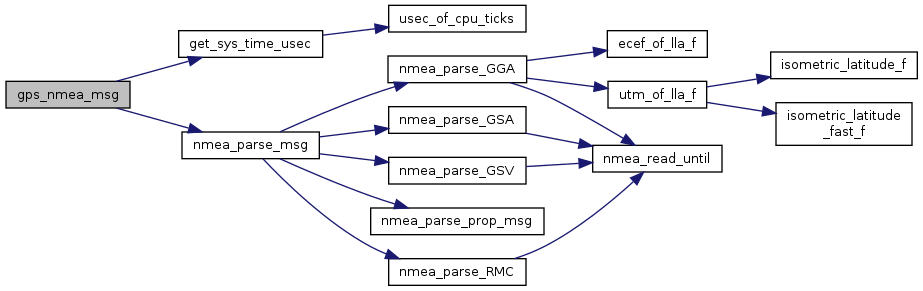 gps_nmea_msg
get_sys_time_usec
usec_of_cpu_ticks
nmea_parse_msg
nmea_parse_GGA
nmea_parse_GSA
nmea_parse_GSV
nmea_parse_prop_msg
nmea_parse_RMC
ecef_of_lla_f
utm_of_lla_f
nmea_read_until
isometric_latitude_f
isometric_latitude
_fast_f